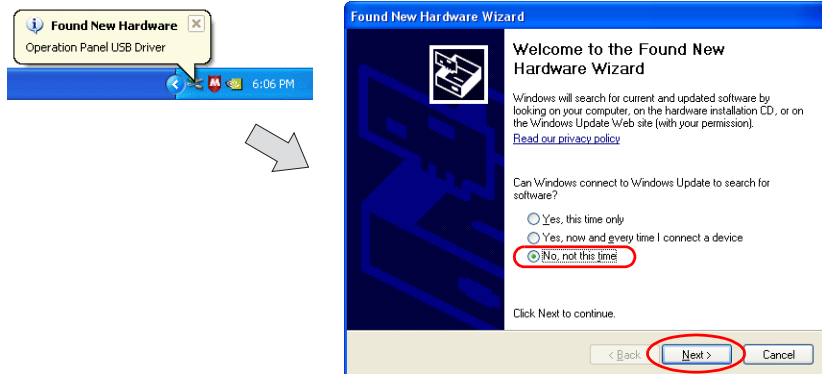 Found New Hardware
Operation Panel USB Driver
6:06 PM
Found New Hardware Wizard
Welcome to the Found New
Hardware Wizard
Windows will search for current and updated software by
looking on your computer, on the hardware installation CD, or on
the Windows Update Web site (with your permission).
Read our privacy policy
Can Windows connect to Windows Update to search for
software?
Yes, this time only
Yes, now and every time I connect a device
No, not this time
Click Next to continue.
< Back
Next >
Cancel